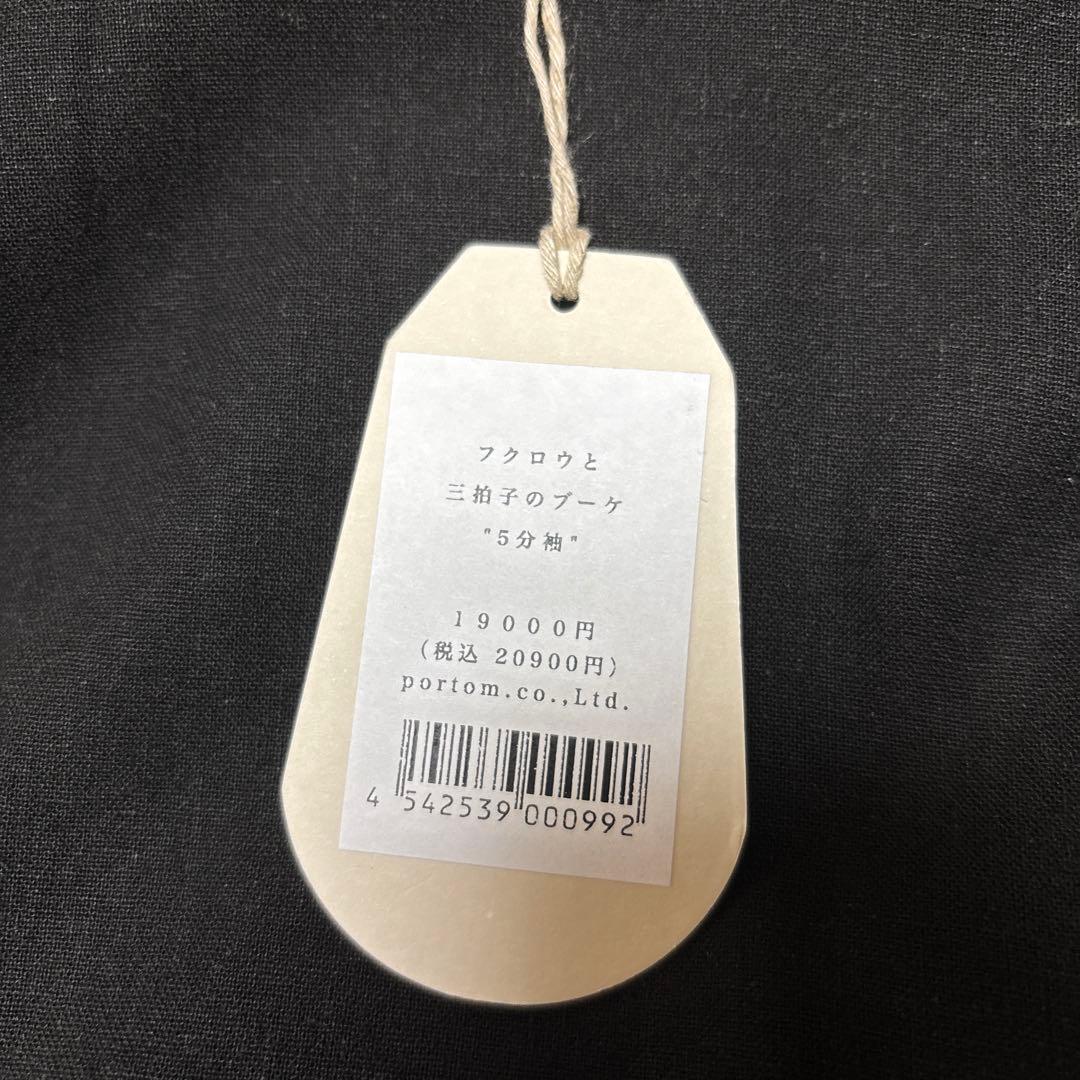 フクロウと
三拍子のブーケ
"5分袖"
19000円
(税込 20900円)
portom.co.,Ltd.
4 542539 000992